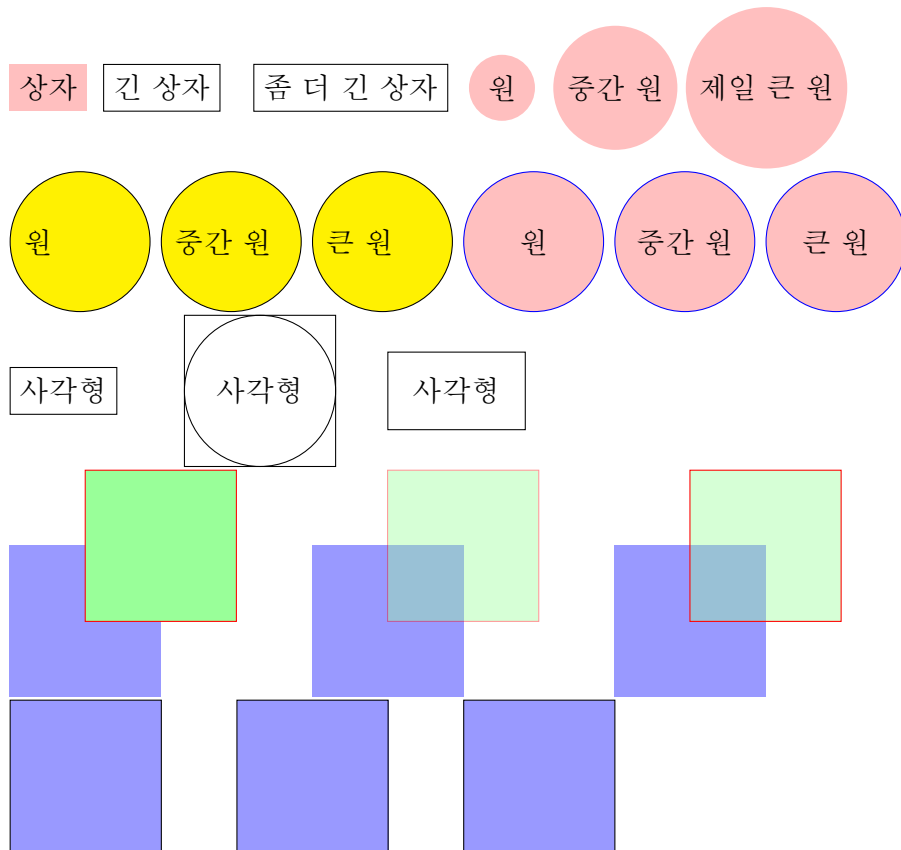 상자 긴 상자 좀 더 긴 상자 원 중간 원 제일 큰 원
원 중간 원 큰 원 원 중간 원 큰 원
사각형 사각형 사각형